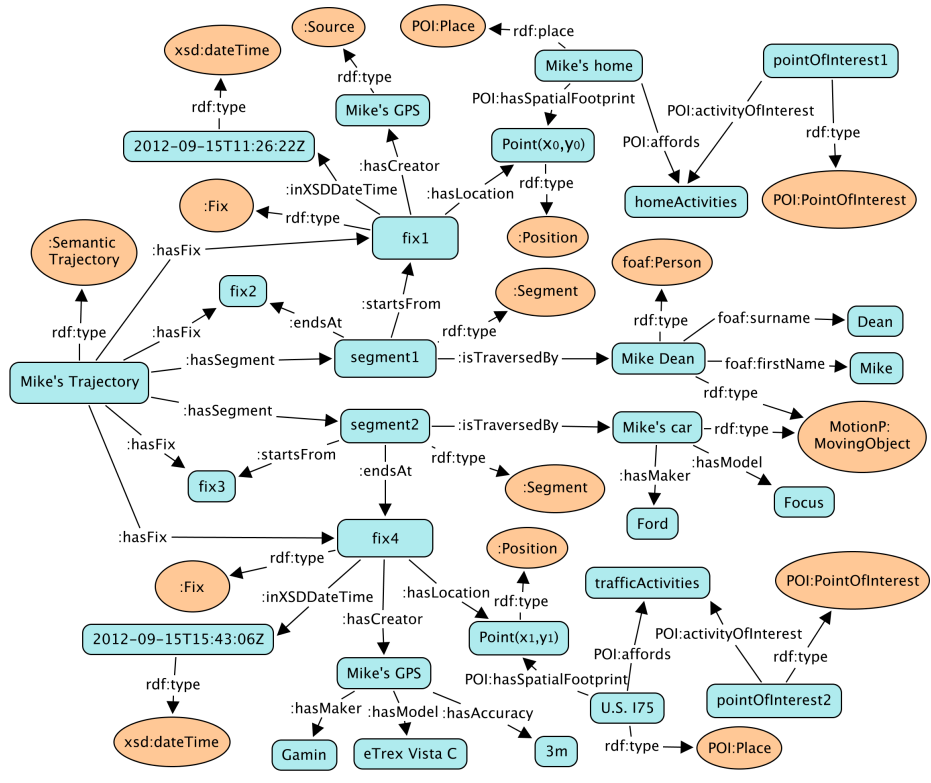 :Source
POI:Place
rdf:place
xsd:dateTime
Mike's home
pointOfInterest1
rdf:type
rdf:type
POI:hasSpatialFootprint
Mike's GPS
POI:activityOfInterest
2012-09-15T11:26:22Z
Point(x0,y0)
POI:affords
rdf:type
:hasCreator
rdf:type
:inXSDDateTime
:hasLocation
homeActivities
POI:PointOfInterest
:Fix
rdf:type
fix1
:Position
:Semantic
Trajectory
:hasFix
foaf:Person
fix2
:startsFrom
:Segment
rdf:type
:hasFix
:endsAt
rdf:type
rdf:type
foaf:surname
Dean
:hasSegment
segment1
:isTraversedBy
Mike Dean
foaf:firstName
Mike
Mike's Trajectory
rdf:type
:hasSegment
segment2
:isTraversedBy
Mike's car
rdf:type
MotionP:
MovingObject
:hasFix
:startsFrom
rdf:type
:hasMaker
:hasModel
:endsAt
fix3
:Segment
Focus
Ford
:hasFix
fix4
:Position
rdf:type
:Fix
trafficActivities
POI:PointOfInterest
:inXSDDateTime
:hasLocation
rdf:type
:hasCreator
2012-09-15T15:43:06Z
Point(x1,y1)
POI:activityOfInterest
POI:affords
rdf:type
rdf:type
Mike's GPS
POI:hasSpatialFootprint
U.S. I75
pointOfInterest2
:hasMaker
:hasModel
:hasAccuracy
xsd:dateTime
Gamin
eTrex Vista C
3m
rdf:type
POI:Place